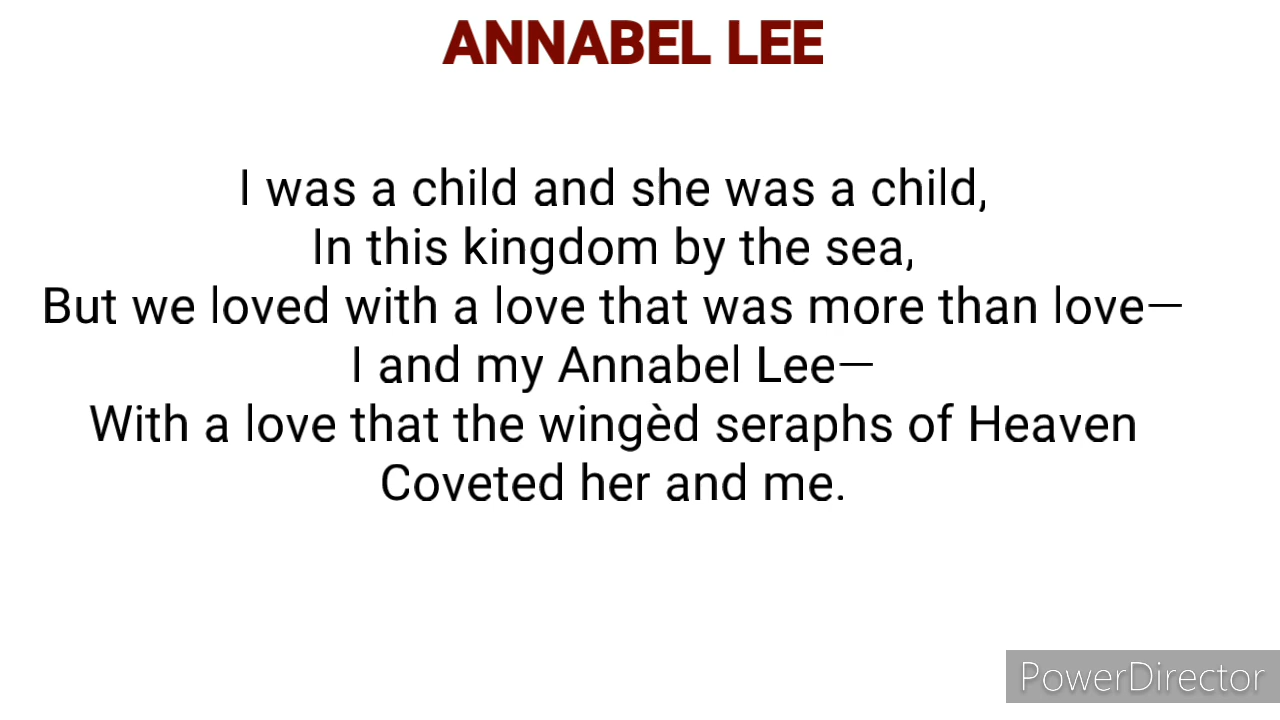 ANNABEL LEE
I was a child and she was a child,
In this kingdom by the sea,
But we loved with a love that was more than love—
I and my Annabel Lee—
With a love that the wingèd seraphs of Heaven
Coveted her and me.
PowerDirector